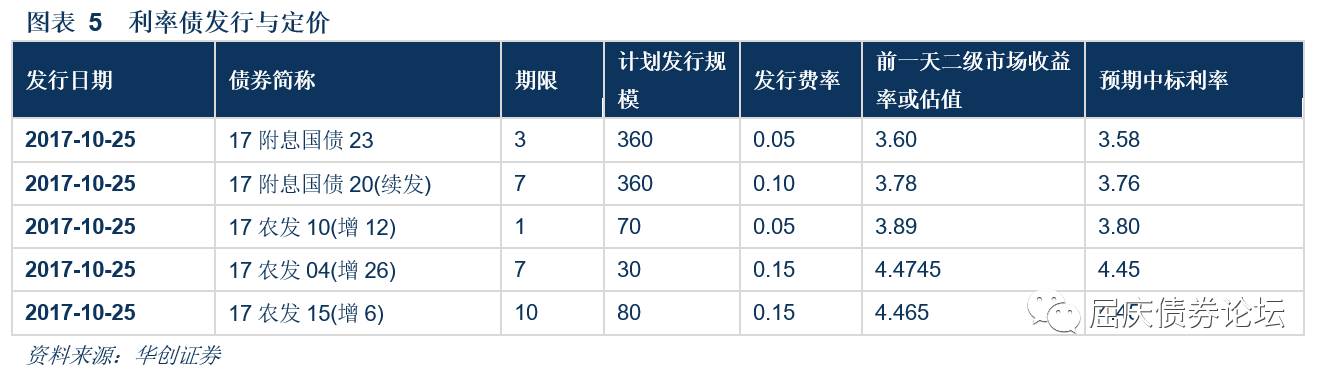 图表 5 利率债发行与定价
发行日期 债券简称 期限 计划发行规模 发行费率 前一天二级市场收益率或估值 预期中标利率
2017-10-25 17 附息国债 23 3 360 0.05 3.60 3.58
2017-10-25 17 附息国债 20(续发) 7 360 0.10 3.78 3.76
2017-10-25 17 农发 10(增 12) 1 70 0.05 3.89 3.80
2017-10-25 17 农发 04(增 26) 7 30 0.15 4.4745 4.45
2017-10-25 17 农发 15(增 6) 10 80 0.15 4.465
屈庆债券论坛
资料来源：华创证券